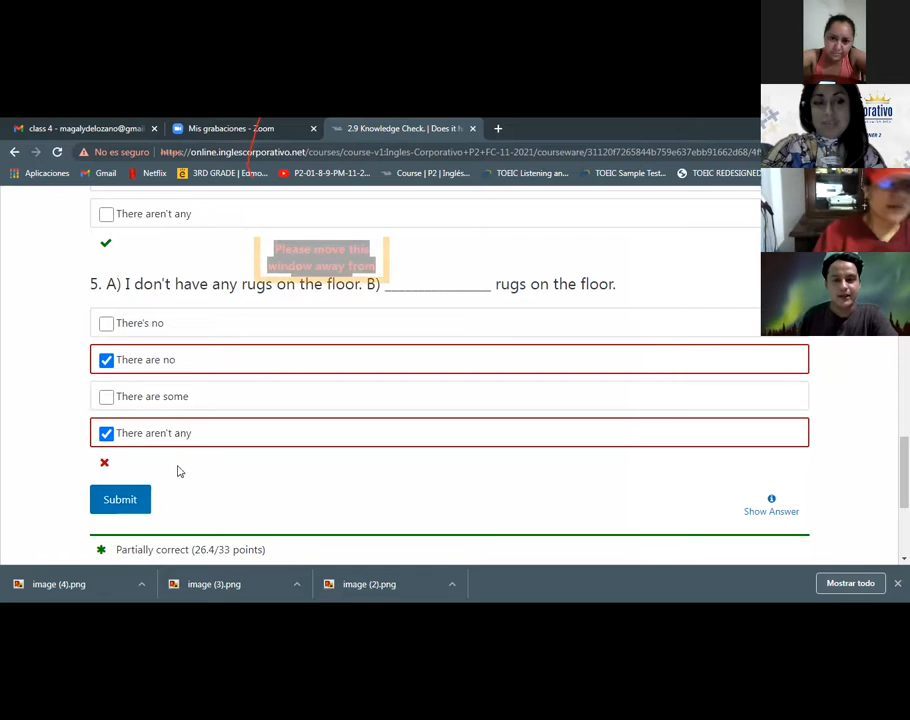 orativo
NER 2
class 4 - magalydelozano@gmai
Mis grabaciones - Zoom
2.9 Knowledge Check. | Does it h
No es seguro
https://online.inglescorporativo.net/courses/course-v1:Ingles-Corporativo+P2+FC-11-2021/courseware/31120f7265844b759e637ebb91662d68/4f
Aplicaciones
Gmail
Netflix
3RD GRADE | Edmo...
P2-01-8-9-PM-11-2...
Course | P2 | Inglés...
TOEIC Listening an...
TOEIC Sample Test...
TOEIC REDESIGNED
There aren't any
Please move this
window away from
5. A) I don't have any rugs on the floor. B) _______________ rugs on the floor.
There's no
There are no
There are some
There aren't any
Submit
Show Answer
Partially correct (26.4/33 points)
image (4).png
image (3).png
image (2).png
Mostrar todo